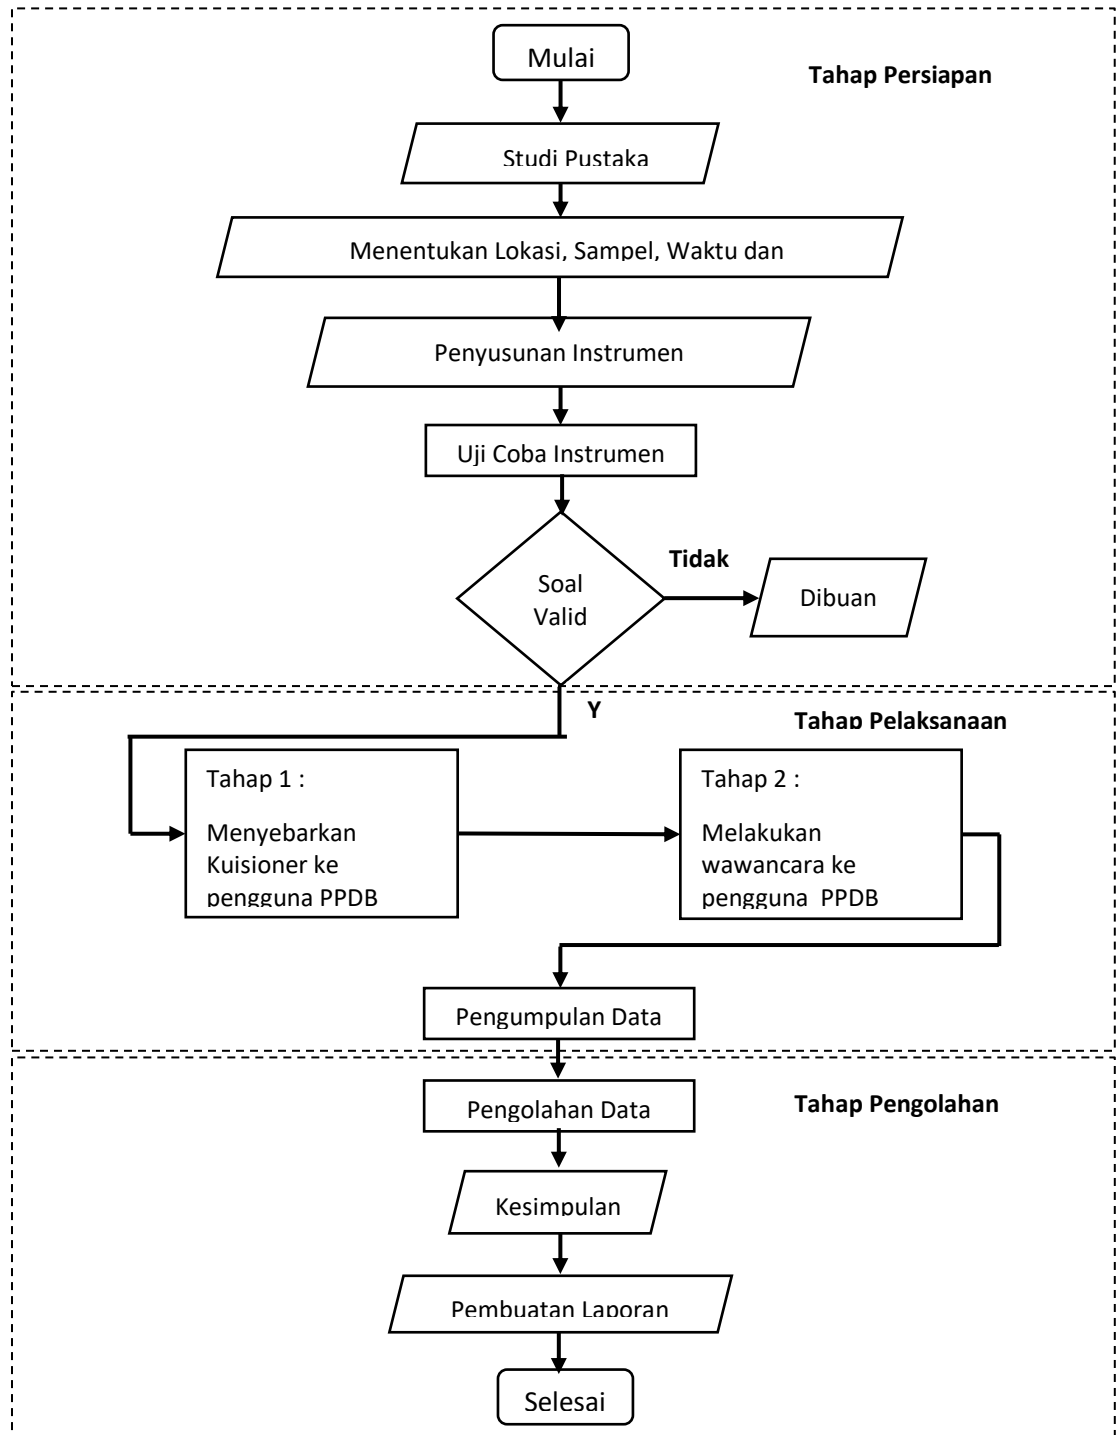 Mulai
Tahap Persiapan
Studi Pustaka
Menentukan Lokasi, Sampel, Waktu dan
Penyusunan Instrumen
Uji Coba Instrumen
Soal
Valid
Tidak
Dibuan
Y
Tahap Pelaksanaan
Tahap 1 :
Menyebarkan
Kuisioner ke
pengguna PPDB
Tahap 2 :
Melakukan
wawancara ke
pengguna PPDB
Pengumpulan Data
Pengolahan Data
Tahap Pengolahan
Kesimpulan
Pembuatan Laporan
Selesai